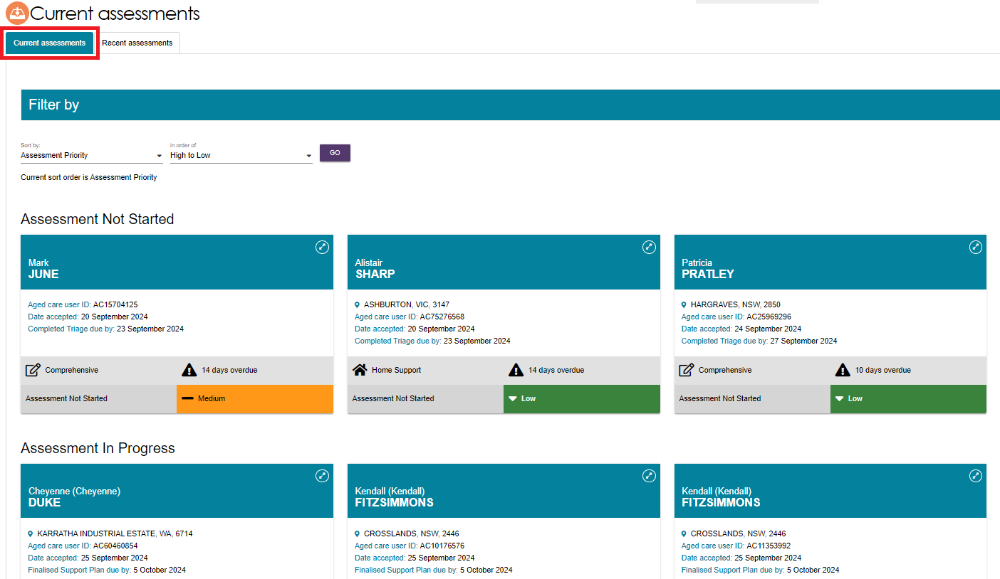 Current assessments
Current assessments
Recent assessments
Filter by
Sort by:
Assessment Priority
in order of
High to Low
GO
Current sort order is Assessment Priority
Assessment Not Started
Mark
JUNE
Aged care user ID: AC15704125
Date accepted: 20 September 2024
Completed Triage due by: 23 September 2024
Comprehensive
14 days overdue
Assessment Not Started
Medium
Alistair
SHARP
ASHBURTON, VIC, 3147
Aged care user ID: AC75276568
Date accepted: 20 September 2024
Completed Triage due by: 23 September 2024
Home Support
14 days overdue
Assessment Not Started
Low
Patricia
PRATLEY
HARGRAVES, NSW, 2850
Aged care user ID: AC25969296
Date accepted: 24 September 2024
Completed Triage due by: 27 September 2024
Comprehensive
10 days overdue
Assessment Not Started
Low
Assessment In Progress
Cheyenne (Cheyenne)
DUKE
KARRATHA INDUSTRIAL ESTATE, WA, 6714
Aged care user ID: AC60460854
Date accepted: 25 September 2024
Finalised Support Plan due by: 5 October 2024
Kendall (Kendall)
FITZSIMMONS
CROSSLANDS, NSW, 2446
Aged care user ID: AC10176576
Date accepted: 25 September 2024
Finalised Support Plan due by: 5 October 2024
Kendall (Kendall)
FITZSIMMONS
CROSSLANDS, NSW, 2446
Aged care user ID: AC11353992
Date accepted: 25 September 2024
Finalised Support Plan due by: 5 October 2024